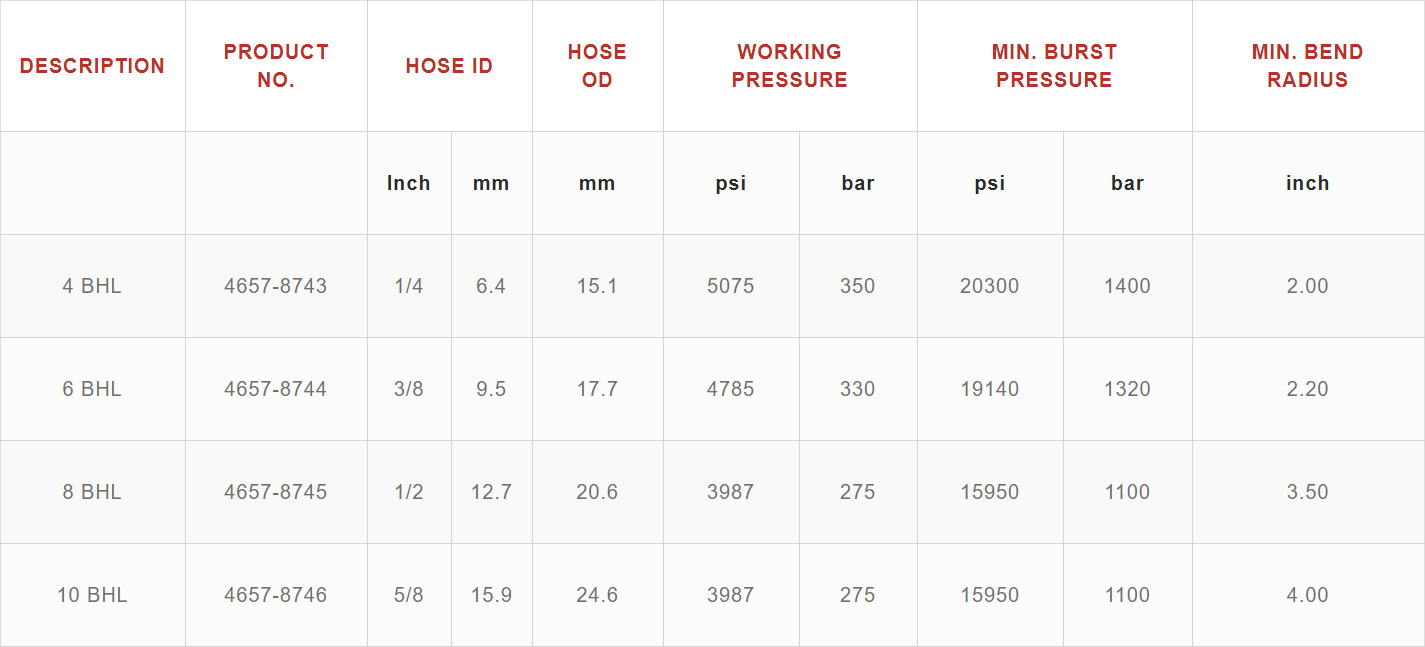 DESCRIPTION PRODUCT NO. HOSE ID HOSE OD WORKING PRESSURE MIN. BURST PRESSURE MIN. BEND RADIUS
Inch mm mm psi bar psi bar inch
4 BHL 4657-8743 1/4 6.4 15.1 5075 350 20300 1400 2.00
6 BHL 4657-8744 3/8 9.5 17.7 4785 330 19140 1320 2.20
8 BHL 4657-8745 1/2 12.7 20.6 3987 275 15950 1100 3.50
10 BHL 4657-8746 5/8 15.9 24.6 3987 275 15950 1100 4.00